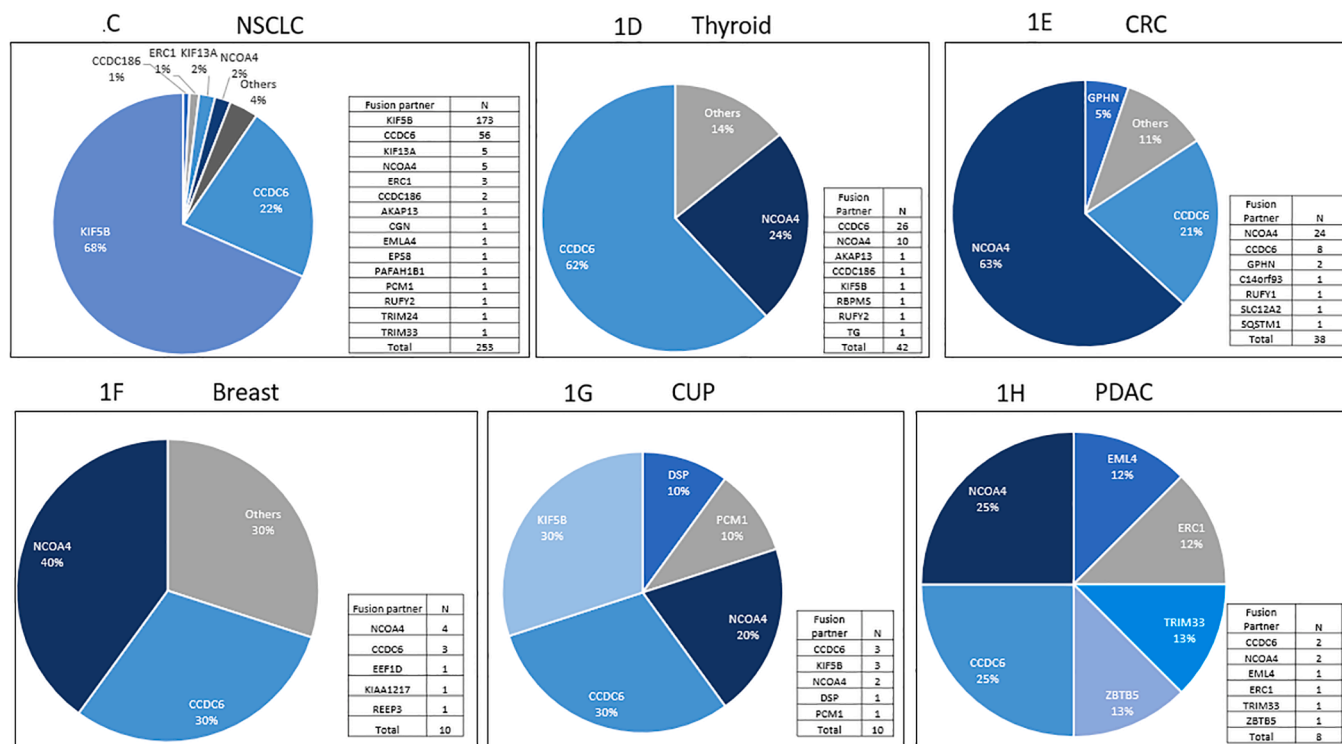 .C NSCLC
ERC1 KIF13A
1% 2%
NCOA4
2%
CCDC186
1%
Others
4%
CCDC6
22%
KIF5B
68%
Fusion partner N
KIF5B 173
CCDC6 56
KIF13A 5
NCOA4 5
ERC1 3
CCDC186 2
AKAP13 1
CGN 1
EMLA4 1
EPS8 1
PAFAH1B1 1
PCM1 1
RUFY2 1
TRIM24 1
TRIM33 1
Total 253
1D Thyroid
Others
14%
NCOA4
24%
CCDC6
62%
Fusion
Partner N
CCDC6 26
NCOA4 10
AKAP13 1
CCDC186 1
KIF5B 1
RBPMS 1
RUFY2 1
TG 1
Total 42
1E CRC
GPHN
5%
Others
11%
CCDC6
21%
NCOA4
63%
Fusion
Partner N
NCOA4 24
CCDC6 8
GPHN 2
C14orf93 1
RUFY1 1
SLC12A2 1
SQSTM1 1
Total 38
1F Breast
Others
30%
NCOA4
40%
CCDC6
30%
Fusion partner N
NCOA4 4
CCDC6 3
EEF1D 1
KIAA1217 1
REEP3 1
Total 10
1G CUP
DSP
10%
PCM1
10%
KIF5B
30%
NCOA4
20%
CCDC6
30%
Fusion
partner N
CCDC6 3
KIF5B 3
NCOA4 2
DSP 1
PCM1 1
Total 10
1H PDAC
EML4
12%
NCOA4
25%
ERC1
12%
TRIM33
13%
CCDC6
25%
ZBTB5
13%
Fusion
Partner N
CCDC6 2
NCOA4 2
EML4 1
ERC1 1
TRIM33 1
ZBTB5 1
Total 8